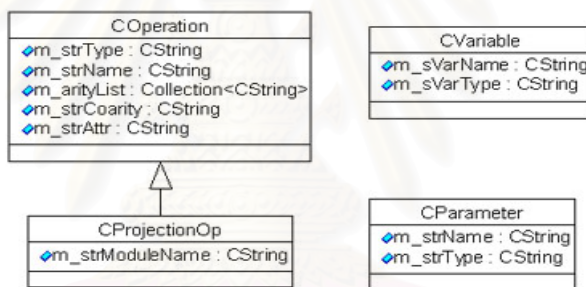 COperation
m_strType : CString
m_strName : CString
m_arityList : Collection<CString>
m_strCoarity : CString
m_strAttr : CString
CVariable
m_sVarName : CString
m_sVarType : CString
CProjectionOp
m_strModuleName : CString
CParameter
m_strName : CString
m_strType : CString